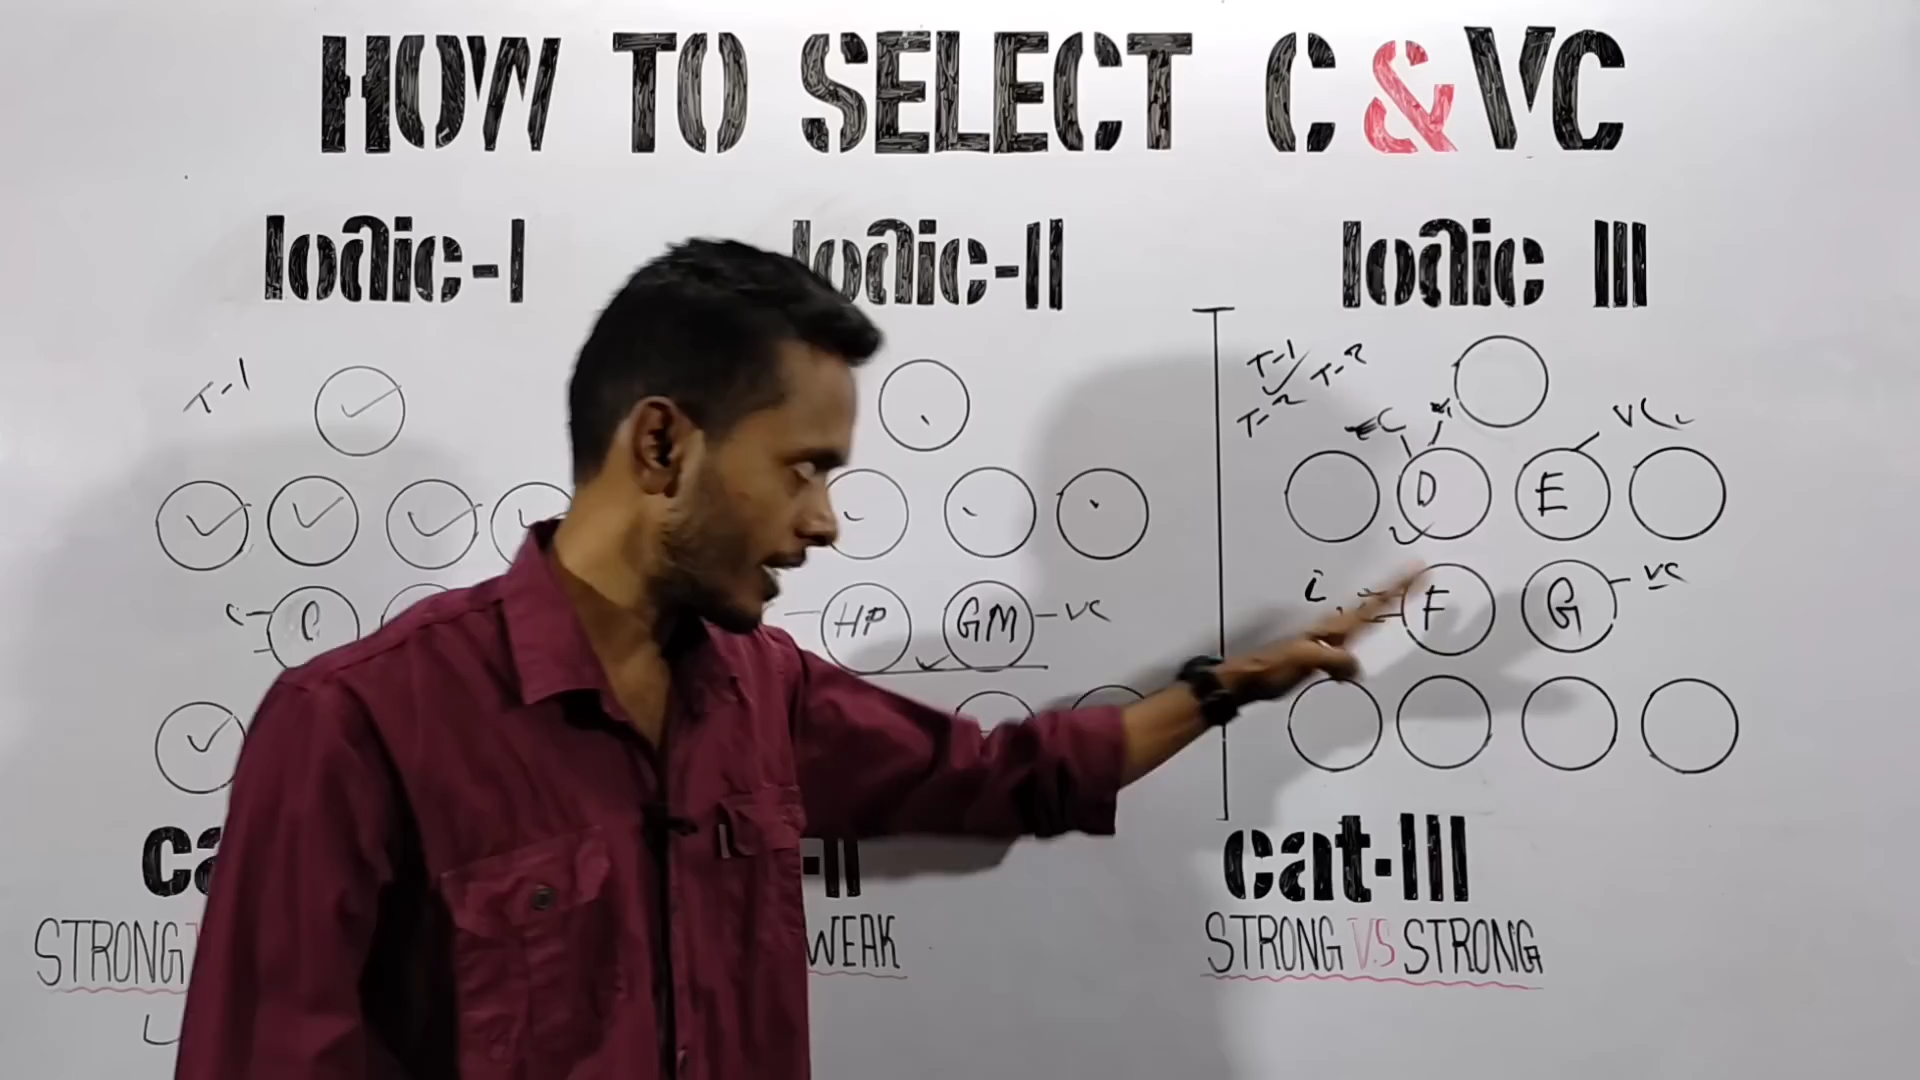 HOW TO SELECT C & VC
logic-I
logic-II
logic III
T-1
T-1
T-2
T-2
C
VC
D
E
C
HP
GM
VC
F
G
VC
cat-III
STRONG
WEAK
STRONG VS STRONG